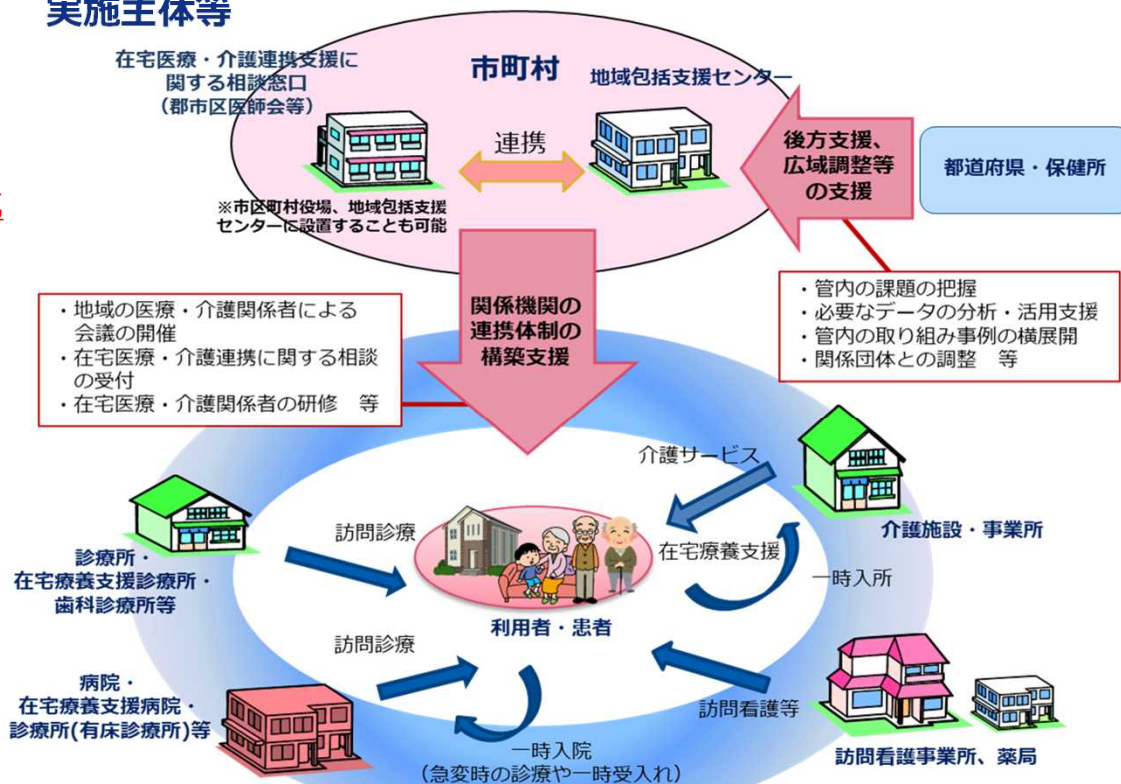 実施主体等
在宅医療・介護連携支援に
関する相談窓口
（郡市区医師会等）
市町村
地域包括支援センター
連携
※市区町村役場、地域包括支援
センターに設置することも可能
後方支援、
広域調整等
の支援
都道府県・保健所
・地域の医療・介護関係者による
会議の開催
・在宅医療・介護連携に関する相談
の受付
・在宅医療・介護関係者の研修　等
関係機関の
連携体制の
構築支援
・管内の課題の把握
・必要なデータの分析・活用支援
・管内の取り組み事例の横展開
・関係団体との調整　等
介護サービス
介護施設・事業所
訪問診療
在宅療養支援
一時入所
診療所・
在宅療養支援診療所・
歯科診療所等
利用者・患者
訪問診療
病院・
在宅療養支援病院・
診療所(有床診療所)等
訪問看護等
訪問看護事業所、薬局
一時入院
（急変時の診療や一時受入れ）